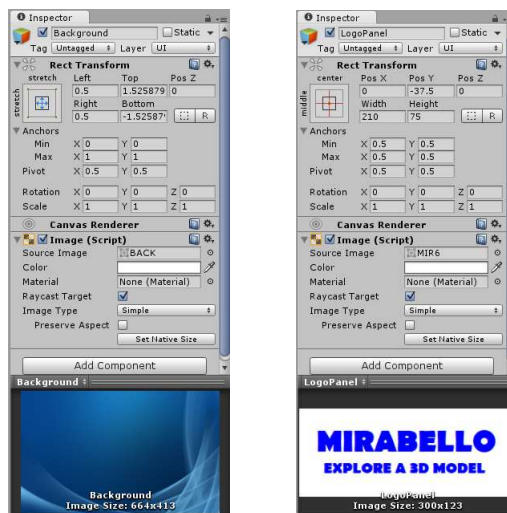 Inspector
Background Static
Tag Untagged Layer UI
Rect Transform
stretch Left Top Pos Z
stretch 0.5 1.525879 0
Right Bottom
0.5 -1.52587 R
Anchors
Min X 0 Y 0
Max X 1 Y 1
Pivot X 0.5 Y 0.5
Rotation X 0 Y 0 Z 0
Scale X 1 Y 1 Z 1
Canvas Renderer
Image (Script)
Source Image BACK
Color
Material None (Material)
Raycast Target
Image Type Simple
Preserve Aspect
Set Native Size
Add Component
Background
Background
Image Size: 664x413
Inspector
LogoPanel Static
Tag Untagged Layer UI
Rect Transform
center Pos X Pos Y Pos Z
middle 0 -37.5 0
Width Height
210 75 R
Anchors
Min X 0.5 Y 0.5
Max X 0.5 Y 0.5
Pivot X 0.5 Y 0.5
Rotation X 0 Y 0 Z 0
Scale X 1 Y 1 Z 1
Canvas Renderer
Image (Script)
Source Image MIR6
Color
Material None (Material)
Raycast Target
Image Type Simple
Preserve Aspect
Set Native Size
Add Component
LogoPanel
MIRABELLO
EXPLORE A 3D MODEL
LogoPanel
Image Size: 300x123